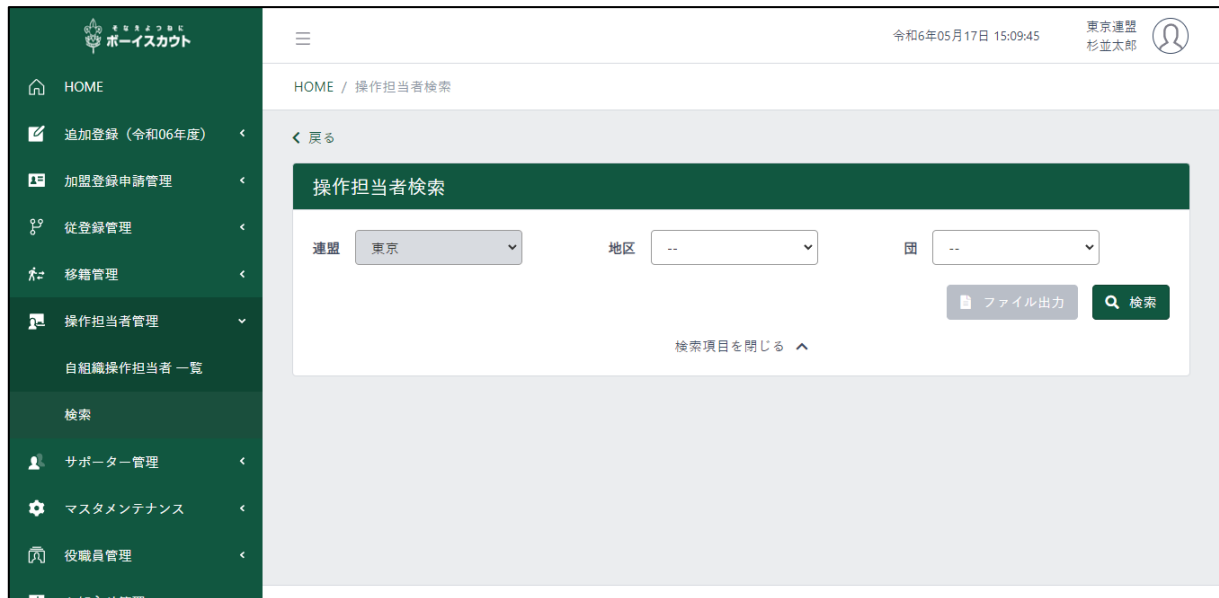 そなえよつねに
ボーイスカウト
令和6年05月17日 15:09:45
東京連盟
杉並太郎
HOME
追加登録（令和06年度）
加盟登録申請管理
従登録管理
移籍管理
操作担当者管理
自組織操作担当者 一覧
検索
サポーター管理
マスタメンテナンス
役職員管理
HOME / 操作担当者検索
戻る
操作担当者検索
連盟 東京 地区 -- 団 --
ファイル出力 検索
検索項目を閉じる